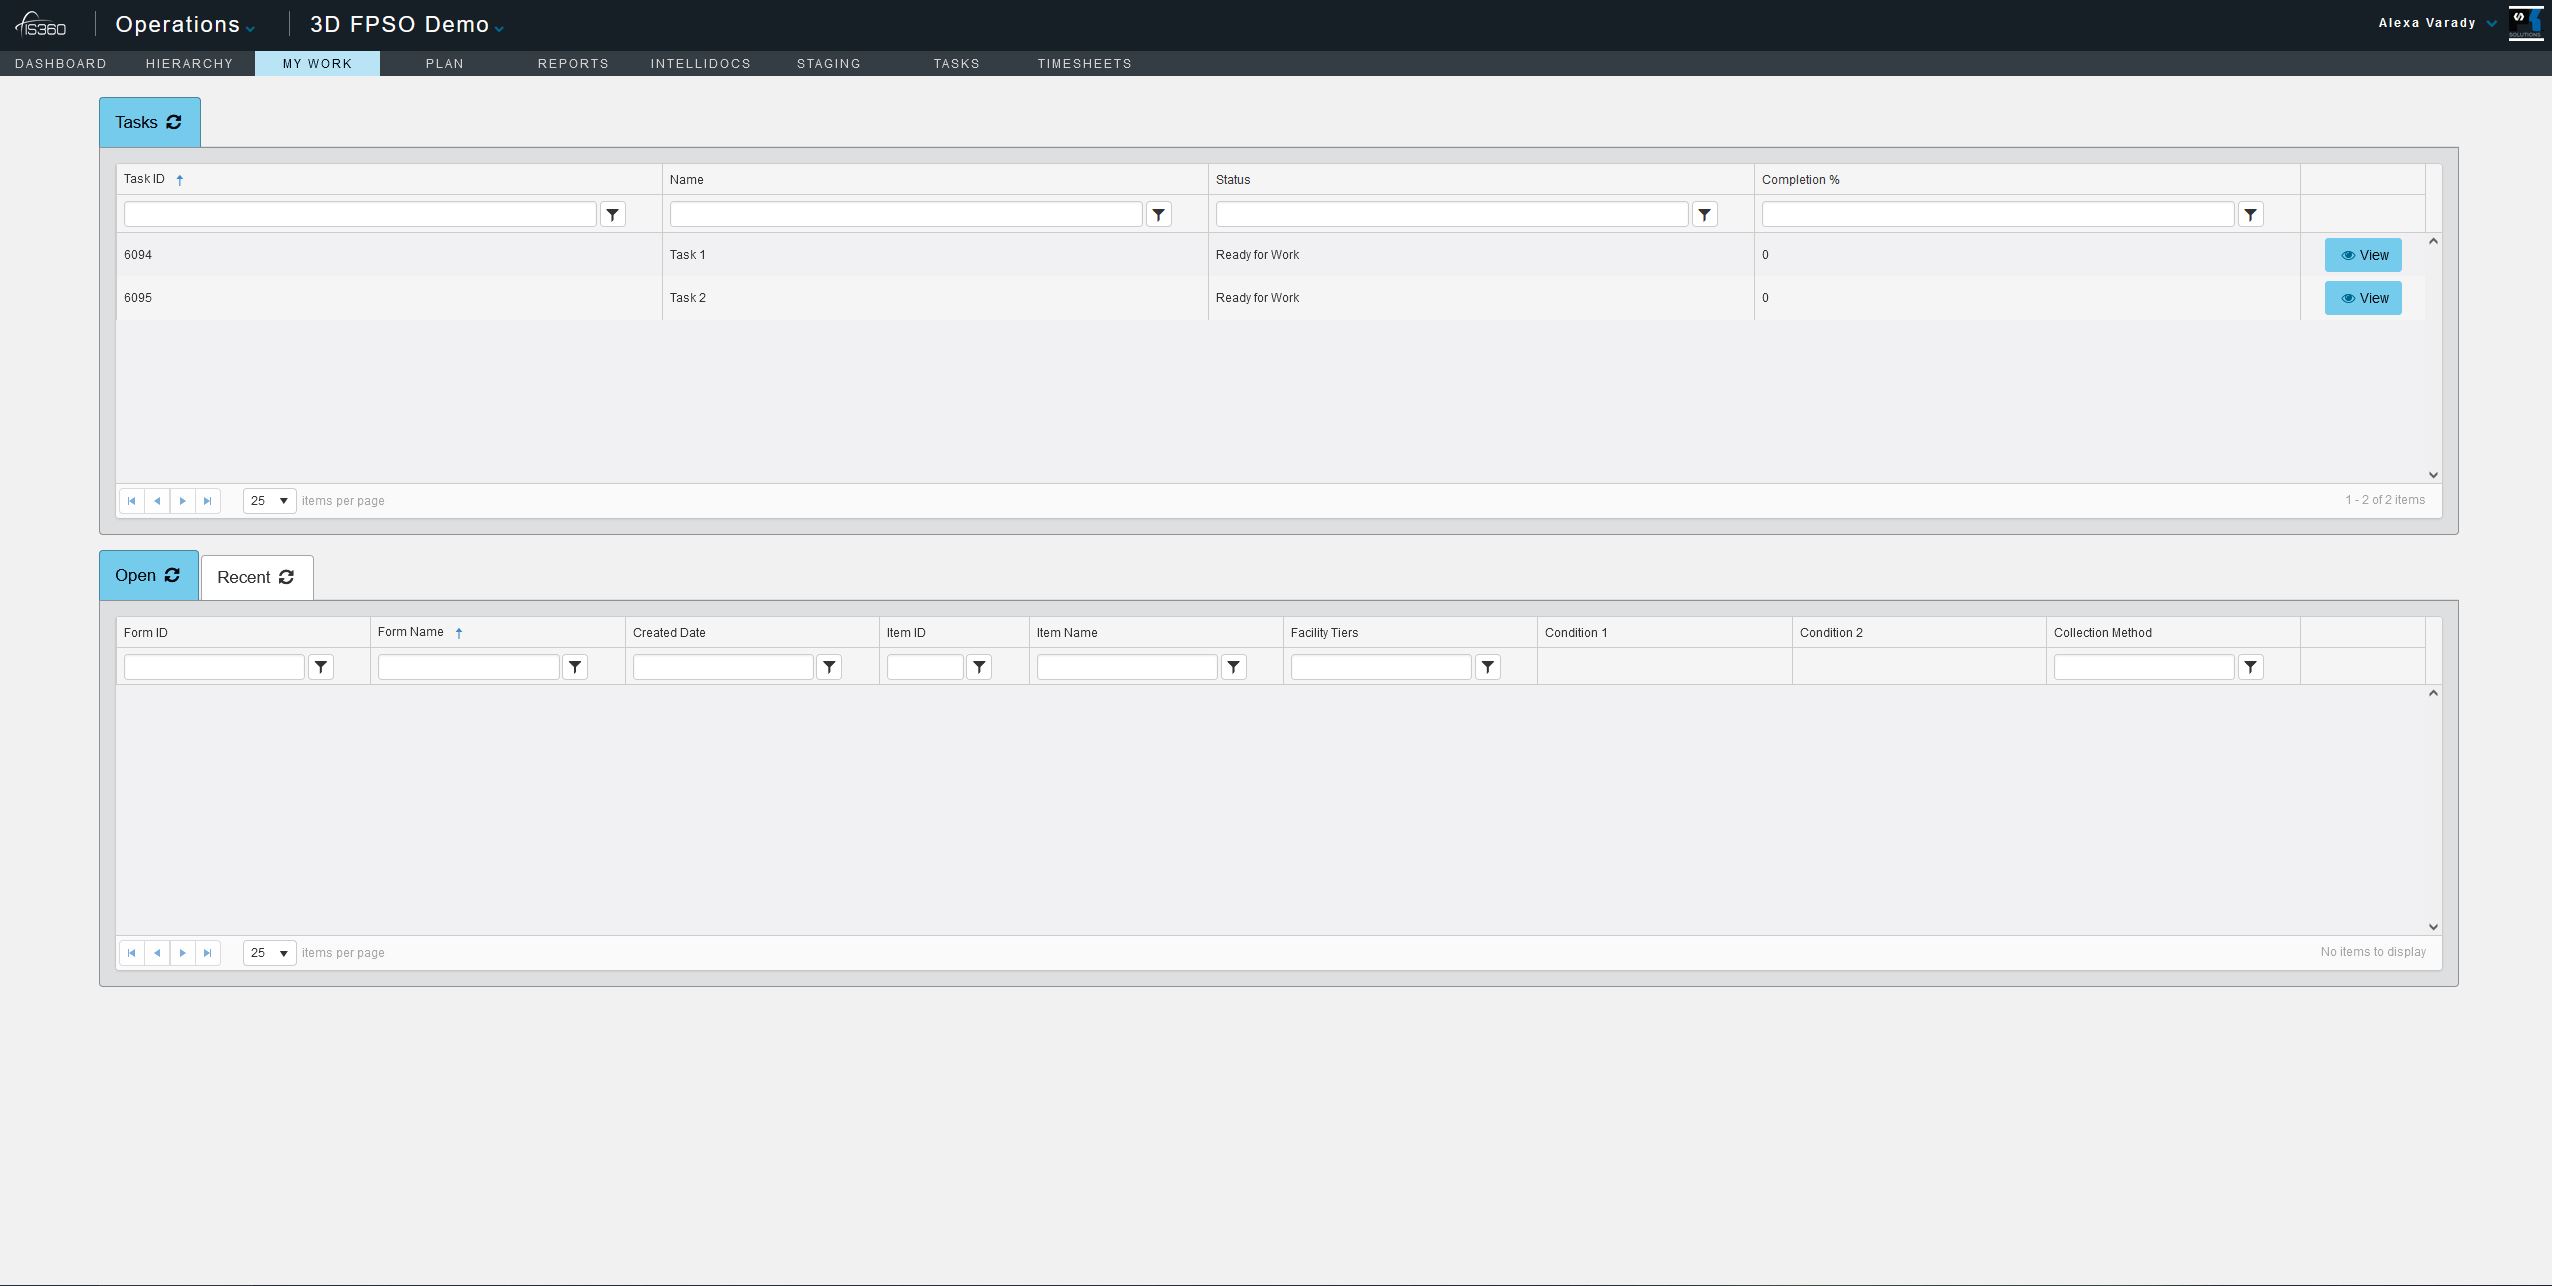 IS360 Operations 3D FPSO Demo Alexa Varady
SOLUTIONS
DASHBOARD HIERARCHY MY WORK PLAN REPORTS INTELLIDOCS STAGING TASKS TIMESHEETS
Tasks
Task ID Name Status Completion %
6094 Task 1 Ready for Work 0 View
6095 Task 2 Ready for Work 0 View
25 items per page 1 - 2 of 2 items
Open Recent
Form ID Form Name Created Date Item ID Item Name Facility Tiers Condition 1 Condition 2 Collection Method
25 items per page No items to display